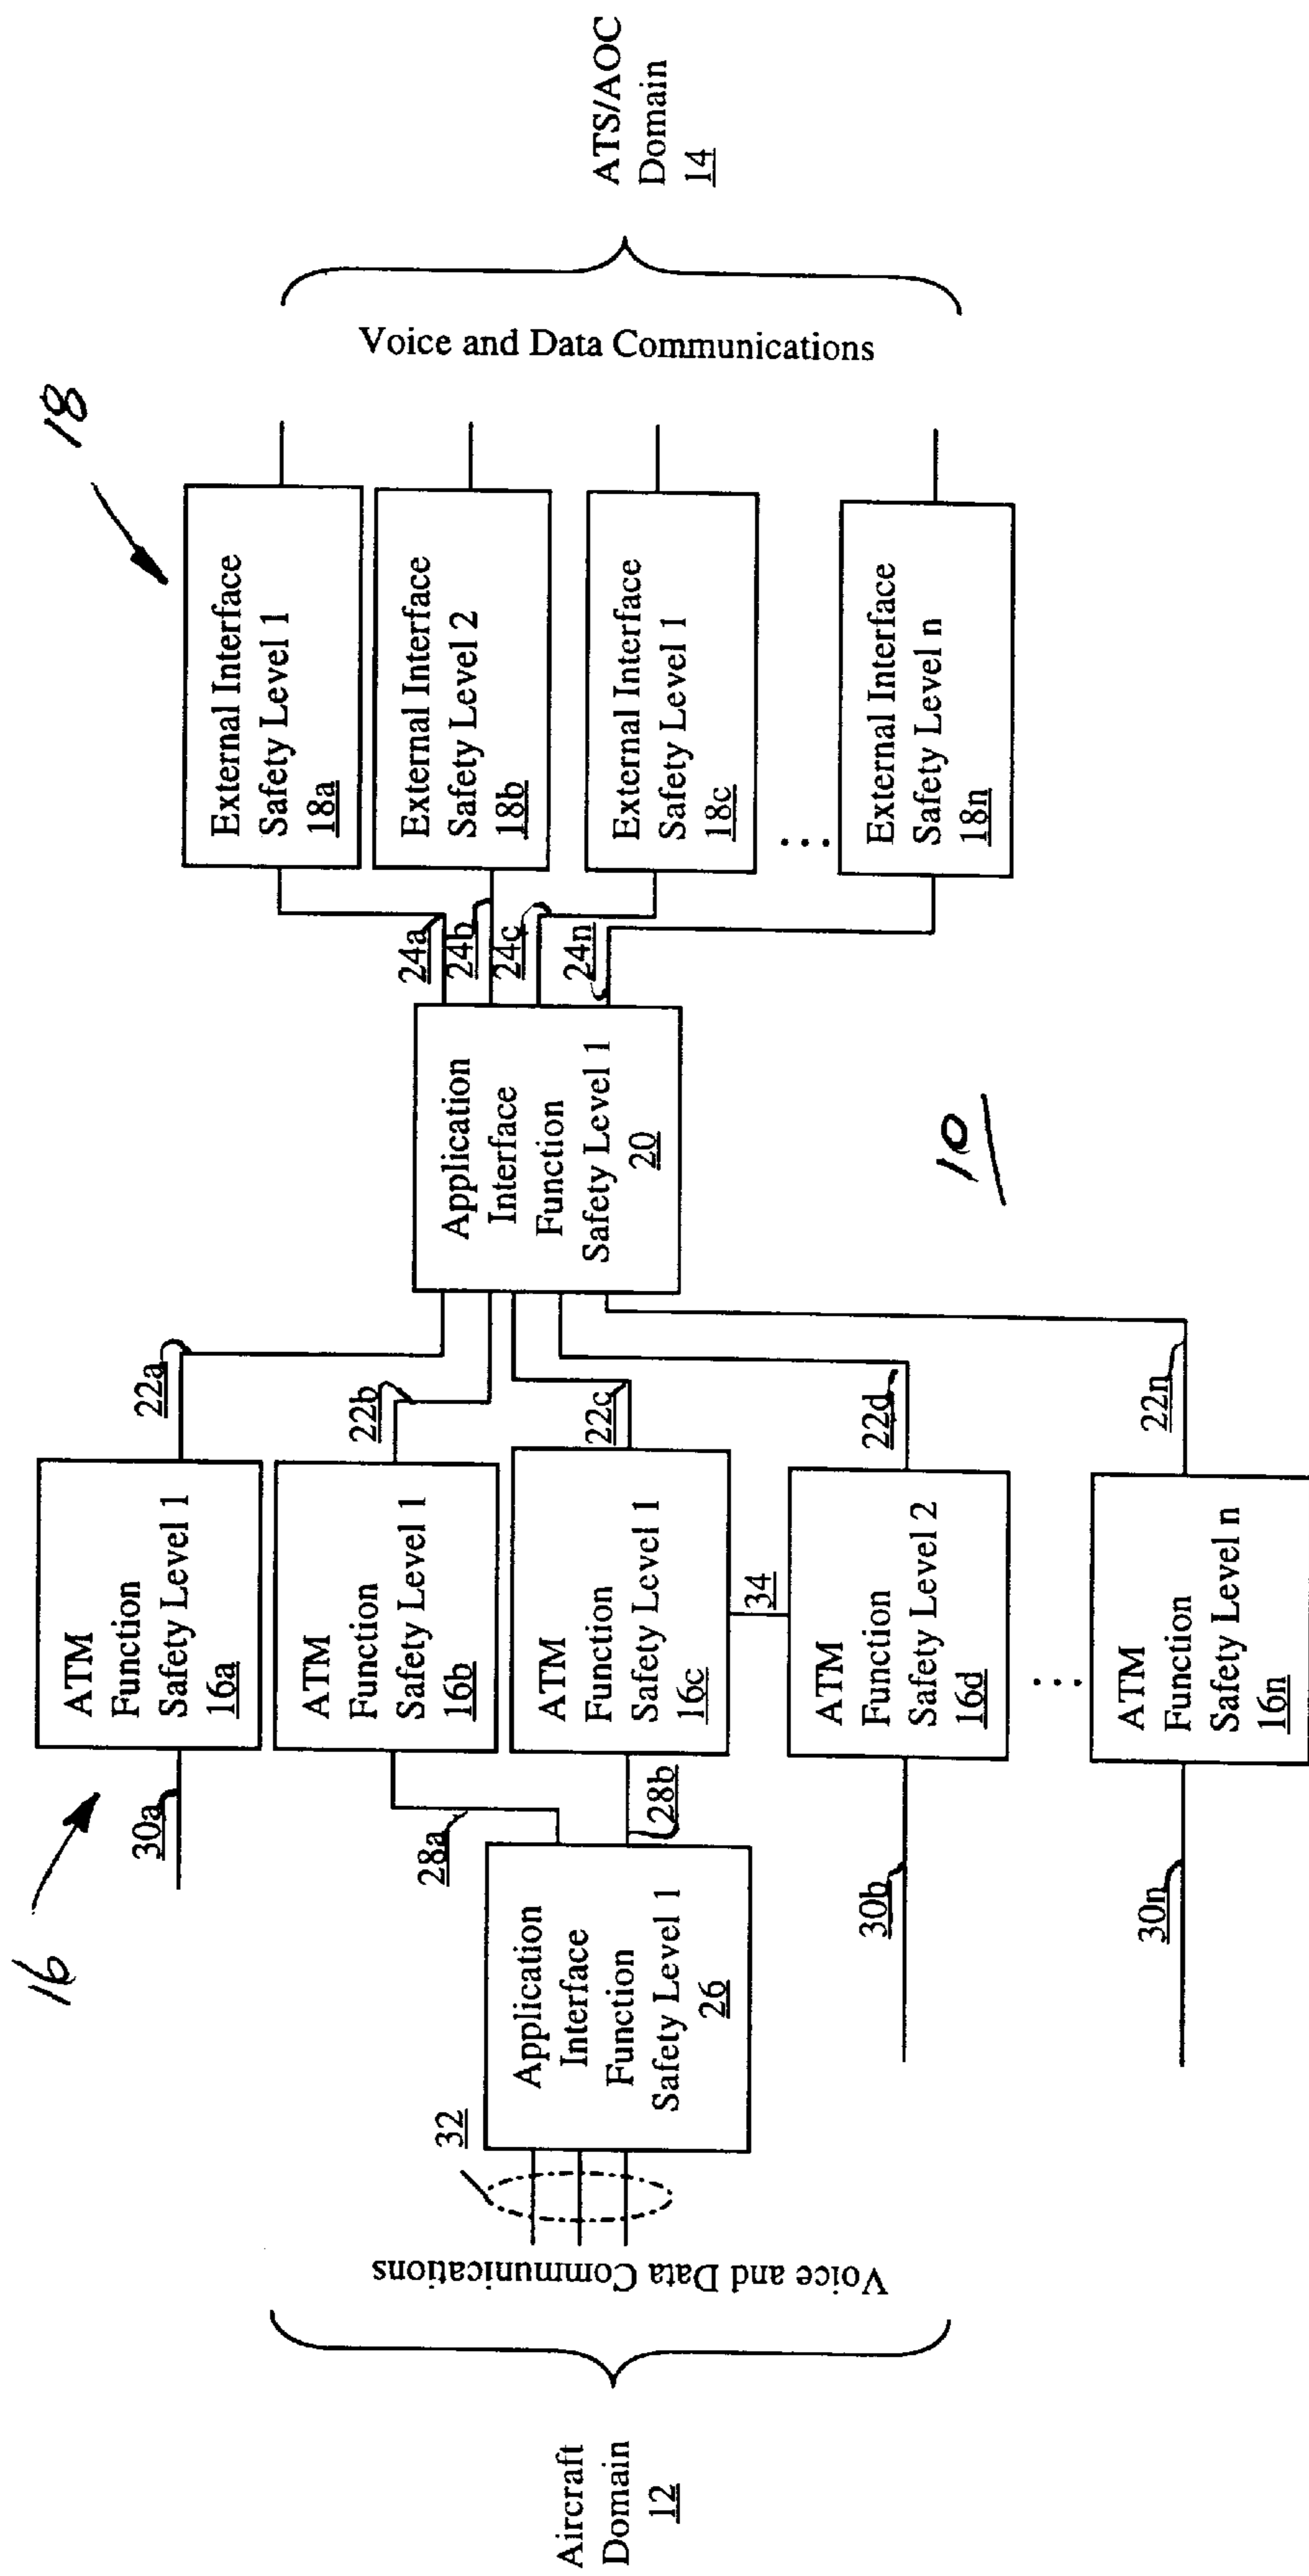 Aircraft
Domain
12
Voice and Data Communications
32
Application
Interface
Function
Safety Level 1
26
28a
28b
16
30a
30b
30n
ATM
Function
Safety Level 1
16a
ATM
Function
Safety Level 1
16b
ATM
Function
Safety Level 1
16c
34
ATM
Function
Safety Level 2
16d
...
ATM
Function
Safety Level n
16n
22a
22b
22c
22d
22n
Application
Interface
Function
Safety Level 1
20
10
24a
24b
24c
24n
18
External Interface
Safety Level 1
18a
External Interface
Safety Level 2
18b
External Interface
Safety Level 1
18c
...
External Interface
Safety Level n
18n
Voice and Data Communications
ATS/AOC
Domain
14